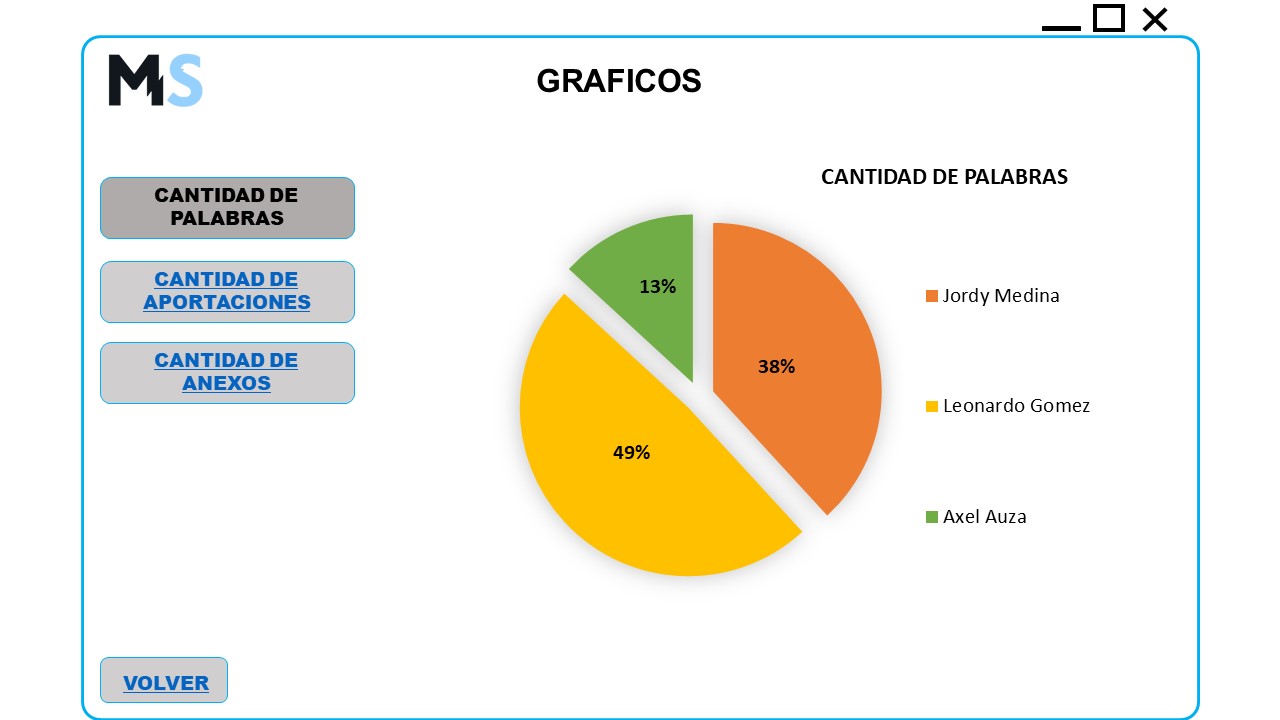 MS
GRAFICOS
CANTIDAD DE
PALABRAS
CANTIDAD DE
APORTACIONES
CANTIDAD DE
ANEXOS
VOLVER
CANTIDAD DE PALABRAS
13%
38%
49%
Jordy Medina
Leonardo Gomez
Axel Auza